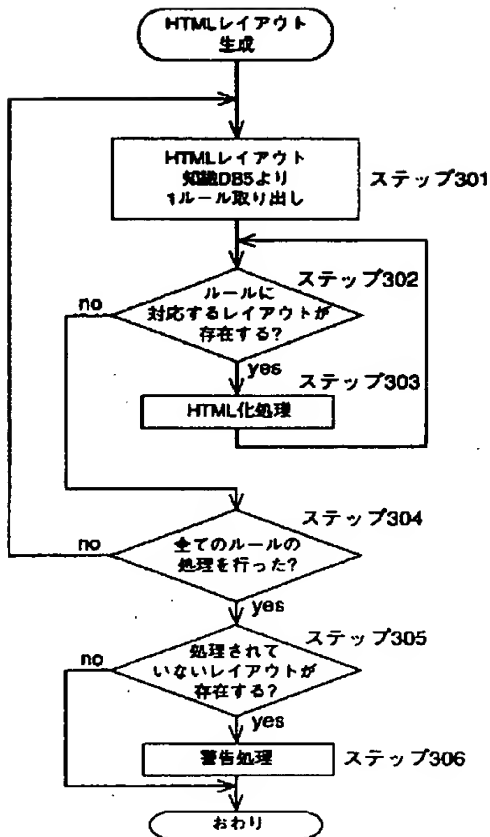 HTMLレイアウト
生成
HTMLレイアウト
知識DB5より
1ルール取り出し
ステップ301
ステップ302
no
ルールに
対応するレイアウトが
存在する?
yes
ステップ303
HTML化処理
ステップ304
no
全てのルールの
処理を行った?
yes
ステップ305
no
処理されて
いないレイアウトが
存在する?
yes
警告処理
ステップ306
おわり